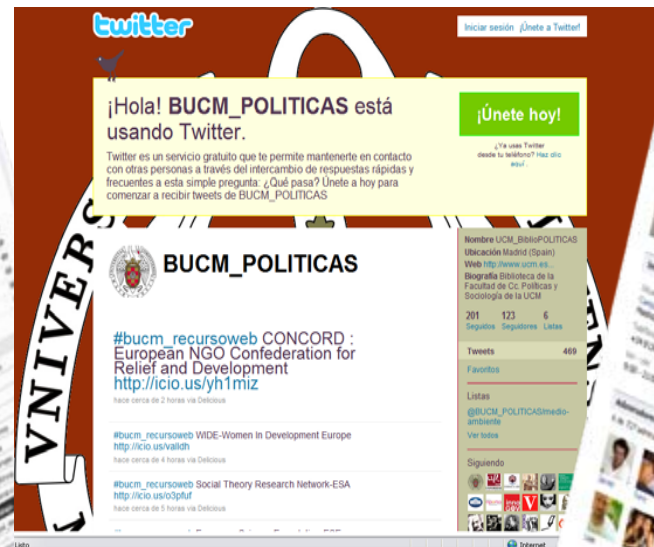 twitter
Iniciar sesión ¡Únete a Twitter!
¡Hola! BUCM_POLITICAS está
usando Twitter.
Twitter es un servicio gratuito que te permite mantenerte en contacto
con otras personas a través del intercambio de respuestas rápidas y
frecuentes a esta simple pregunta: ¿Qué pasa? Únete a hoy para
comenzar a recibir tweets de BUCM_POLITICAS
¡Únete hoy!
¿Ya usas Twitter
desde tu teléfono? Haz clic
aquí.
VNIVERS
ENS
BUCM_POLITICAS
#bucm_recursoweb CONCORD :
European NGO Confederation for
Relief and Development
http://icio.us/yh1miz
hace cerca de 2 horas vía Delicious
#bucm_recursoweb WIDE-Women In Development Europe
http://icio.us/valldh
hace cerca de 4 horas vía Delicious
#bucm_recursoweb Social Theory Research Network-ESA
http://icio.us/o3pfuf
hace cerca de 5 horas vía Delicious
Nombre UCM_BiblioPOLITICAS
Ubicación Madrid (Spain)
Web http://www.ucm.es...
Biografía Biblioteca de la
Facultad de Cc. Políticas y
Sociología de la UCM
201 123 6
Seguidos Seguidores Listas
Tweets 469
Favoritos
Listas
@BUCM_POLITICAS/medio-
ambiente
Ver todos
Siguiendo
Listo
Internet